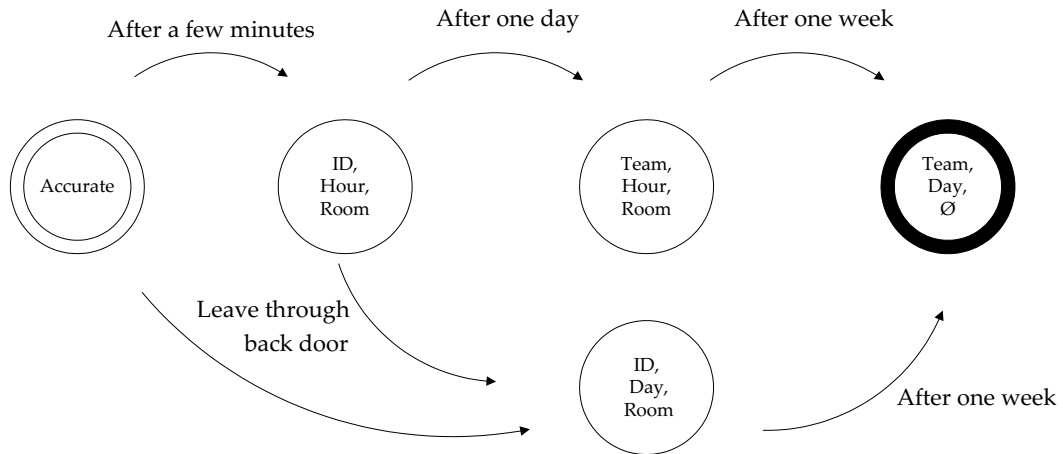 After a few minutes
After one day
After one week
Accurate
ID,
Hour,
Room
Team,
Hour,
Room
Team,
Day,
Ø
Leave through
back door
ID,
Day,
Room
After one week